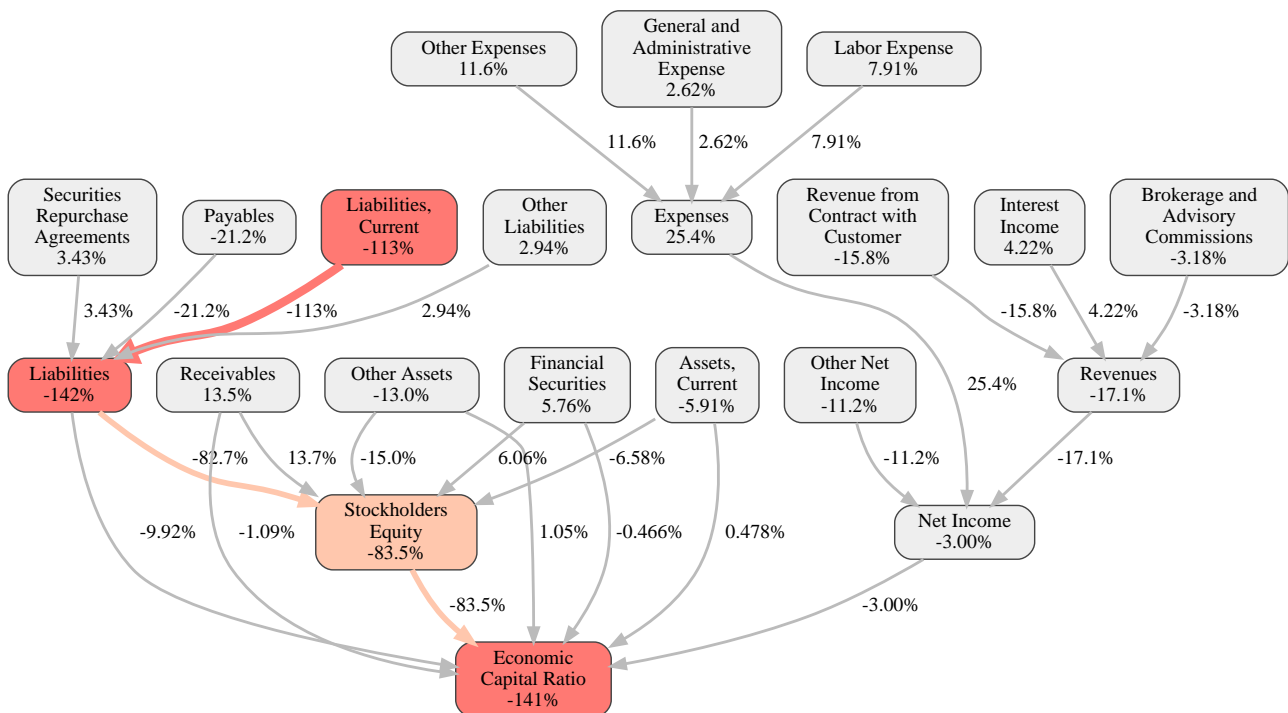 Other Expenses
11.6%
General and
Administrative
Expense
2.62%
Labor Expense
7.91%
11.6%
2.62%
7.91%
Securities
Repurchase
Agreements
3.43%
Payables
-21.2%
Liabilities,
Current
-113%
Other
Liabilities
2.94%
Expenses
25.4%
Revenue from
Contract with
Customer
-15.8%
Interest
Income
4.22%
Brokerage and
Advisory
Commissions
-3.18%
3.43%
-21.2%
-113%
2.94%
-15.8%
4.22%
-3.18%
Liabilities
-142%
Receivables
13.5%
Other Assets
-13.0%
Financial
Securities
5.76%
Assets,
Current
-5.91%
Other Net
Income
-11.2%
25.4%
Revenues
-17.1%
-82.7%
13.7%
-15.0%
6.06%
-6.58%
-11.2%
-17.1%
Stockholders
Equity
-83.5%
Net Income
-3.00%
-9.92%
-1.09%
1.05%
-0.466%
0.478%
-83.5%
-3.00%
Economic
Capital Ratio
-141%